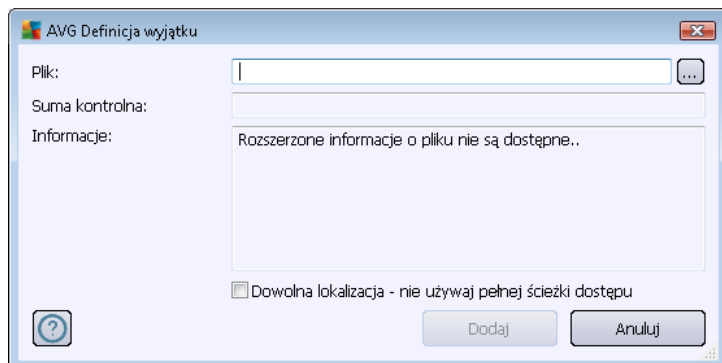 AVG Definicja wyjątku
Plik:
...
Suma kontrolna:
Informacje:
Rozszerzone informacje o pliku nie są dostępne..
Dowolna lokalizacja - nie używaj pełnej ścieżki dostępu
?
Dodaj
Anuluj